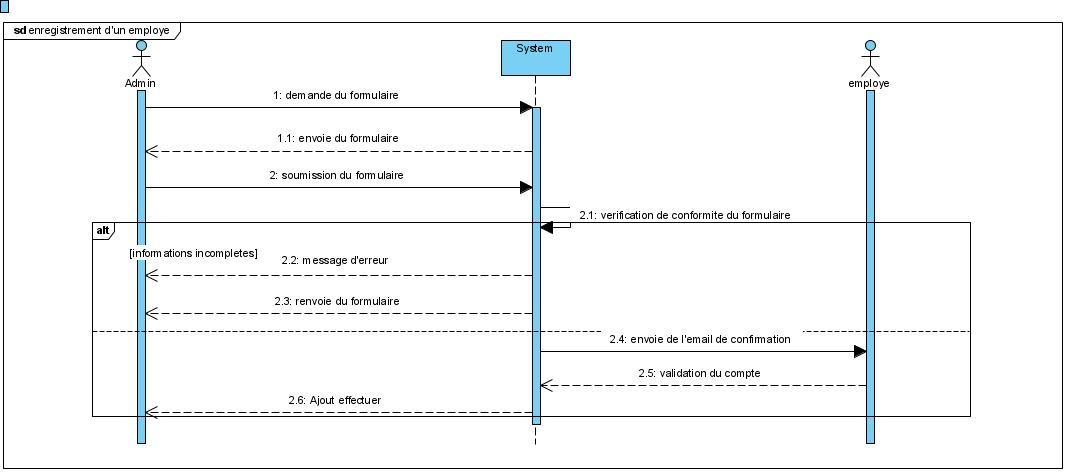 sd enregistrement d'un employe
System
Admin
employe
1: demande du formulaire
1.1: envoie du formulaire
2: soumission du formulaire
2.1: verification de conformite du formulaire
alt
[informations incompletes]
2.2: message d'erreur
2.3: renvoie du formulaire
2.4: envoie de l'email de confirmation
2.5: validation du compte
2.6: Ajout effectuer